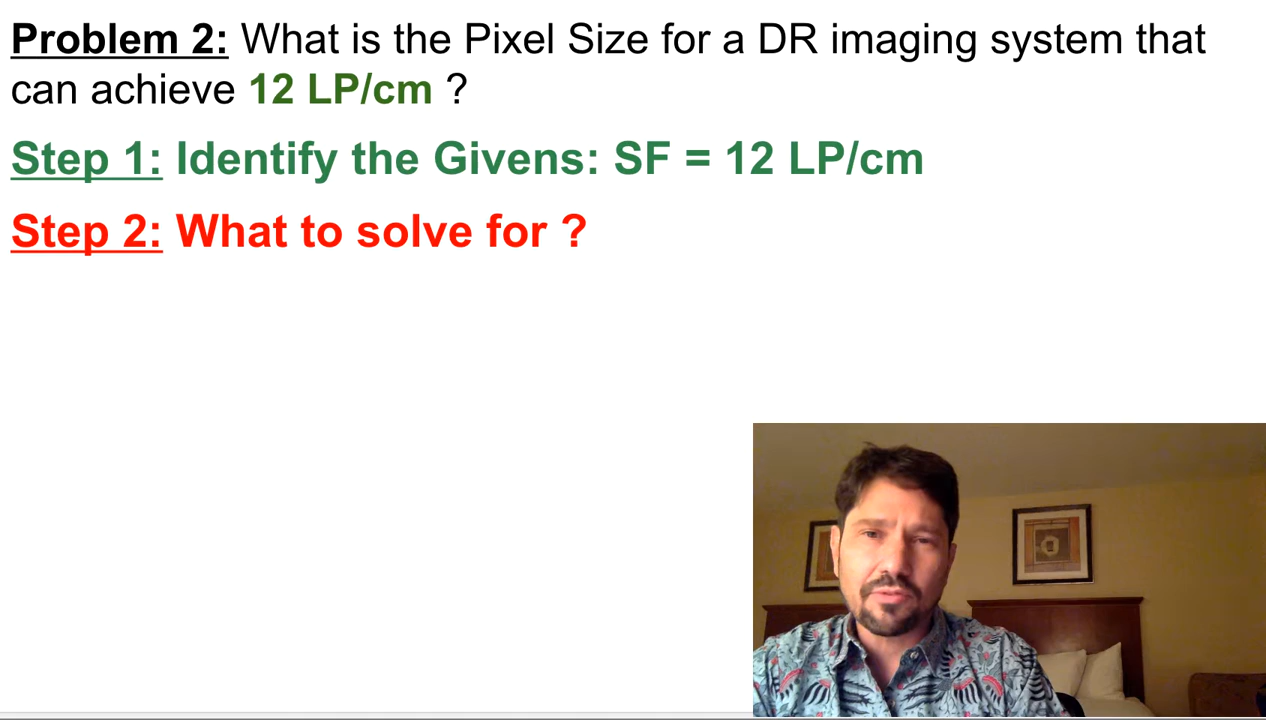 Problem 2: What is the Pixel Size for a DR imaging system that
can achieve 12 LP/cm ?
Step 1: Identify the Givens: SF = 12 LP/cm
Step 2: What to solve for ?